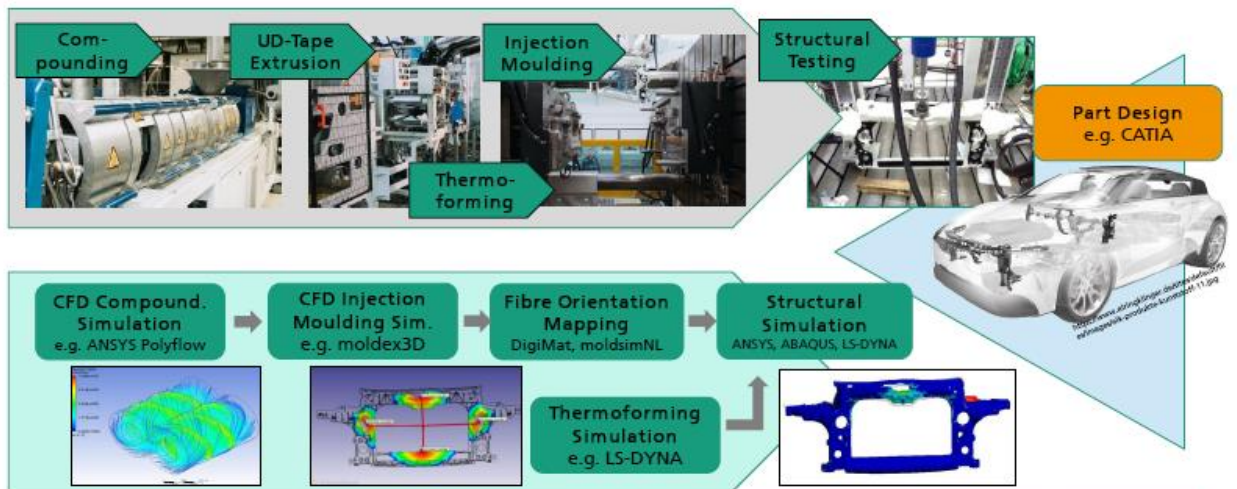 Com-
pounding
UD-Tape
Extrusion
Injection
Moulding
Thermo-
forming
Structural
Testing
Part Design
e.g. CATIA
CFD Compound.
Simulation
e.g. ANSYS Polyflow
CFD Injection
Moulding Sim.
e.g. moldex3D
Fibre Orientation
Mapping
DigiMat, moldsimNL
Structural
Simulation
ANSYS, ABAQUS, LS-DYNA
Thermoforming
Simulation
e.g. LS-DYNA